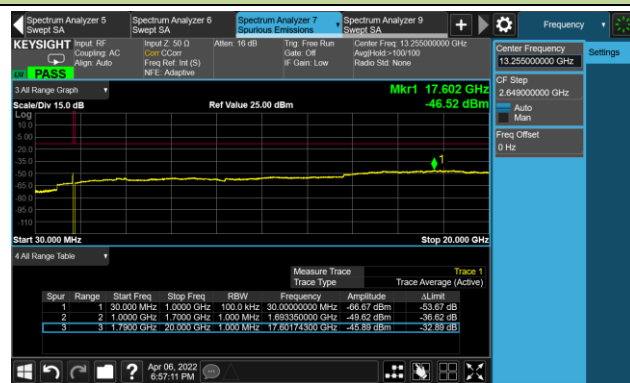 Spectrum Analyzer 5
Swept SA
Spectrum Analyzer 6
Swept SA
Spectrum Analyzer 7
Spurious Emissions
Spectrum Analyzer 9
Swept SA
Frequency
KEYSIGHT
Input: RF
Coupling: AC
Align: Auto
Input Z: 50 Ω
Corr CCorr
Freq Ref: Int (S)
NFE: Adaptive
Atten: 16 dB
Trig: Free Run
Gate: Off
IF Gain: Low
Center Freq: 13.255000000 GHz
Avg|Hold:>100/100
Radio Std: None
PASS
Center Frequency
13.255000000 GHz
Settings
CF Step
2.649000000 GHz
Auto
Man
Freq Offset
0 Hz
3 All Range Graph
Mkr1 17.602 GHz
Scale/Div 15.0 dB
Ref Value 25.00 dBm
-46.52 dBm
Log
10.0
-5.00
-20.0
-35.0
-50.0
-65.0
-80.0
-95.0
-110
1
Start 30.000 MHz
Stop 20.000 GHz
4 All Range Table
Measure Trace Trace 1
Trace Type Trace Average (Active)
Spur Range Start Freq Stop Freq RBW Frequency Amplitude ΔLimit
1 1 30.000 MHz 1.0000 GHz 100.0 kHz 30.00000000 MHz -66.67 dBm -53.67 dB
2 2 1.0000 GHz 1.7000 GHz 1.000 MHz 1.693350000 GHz -49.62 dBm -36.62 dB
3 3 1.7900 GHz 20.000 GHz 1.000 MHz 17.60174300 GHz -45.89 dBm -32.89 dB
Apr 06, 2022
6:57:11 PM